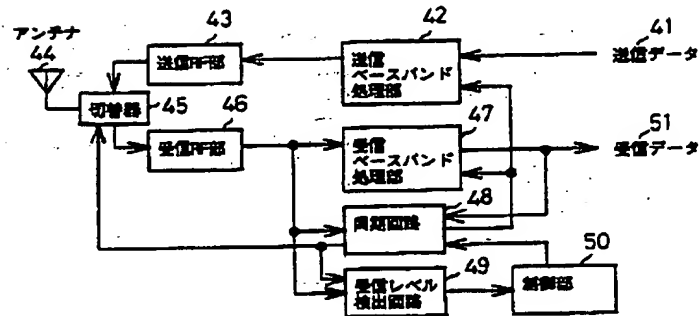 43
42
41
アンテナ
44
送信RF部
送信
ベースバンド
処理部
送信データ
切替器
45
46
47
51
受信RF部
受信
ベースバンド
処理部
受信データ
48
同期回路
50
49
受信レベル
検出回路
制御部